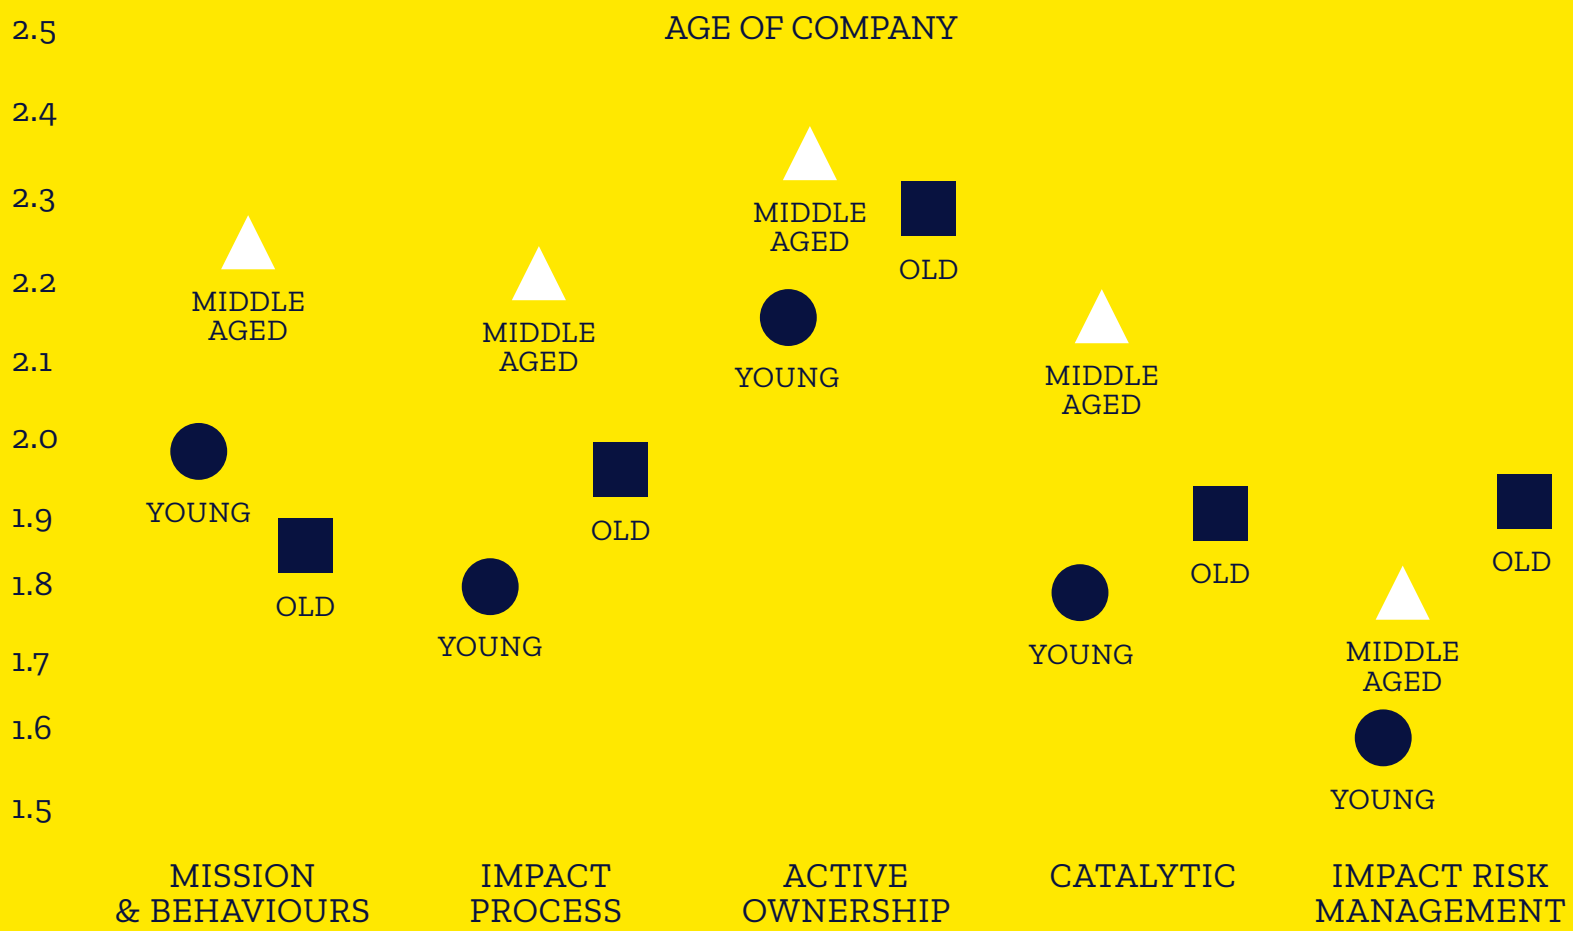 AGE OF COMPANY
2.5
2.4
2.3
2.2
2.1
2.0
1.9
1.8
1.7
1.6
1.5
MIDDLE
AGED
YOUNG
OLD
MIDDLE
AGED
YOUNG
OLD
MIDDLE
AGED
YOUNG
OLD
MIDDLE
AGED
YOUNG
OLD
MIDDLE
AGED
YOUNG
OLD
MISSION
& BEHAVIOURS
IMPACT
PROCESS
ACTIVE
OWNERSHIP
CATALYTIC
IMPACT RISK
MANAGEMENT